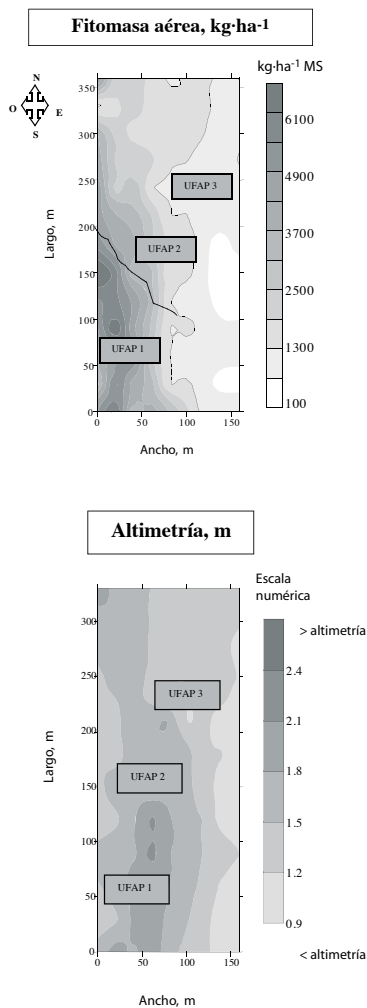 Fitomasa aérea, kg·ha-1
kg·ha-1 MS
N
O
E
S
6100
4900
3700
2500
1300
100
Largo, m
350
300
250
200
150
100
50
0
UFAP 3
UFAP 2
UFAP 1
0 50 100 150
Ancho, m
Altimetría, m
Escala
numérica
> altimetría
2.4
2.1
1.8
1.5
1.2
0.9
< altimetría
Largo, m
300
250
200
150
100
50
0
UFAP 3
UFAP 2
UFAP 1
0 50 100 150
Ancho, m